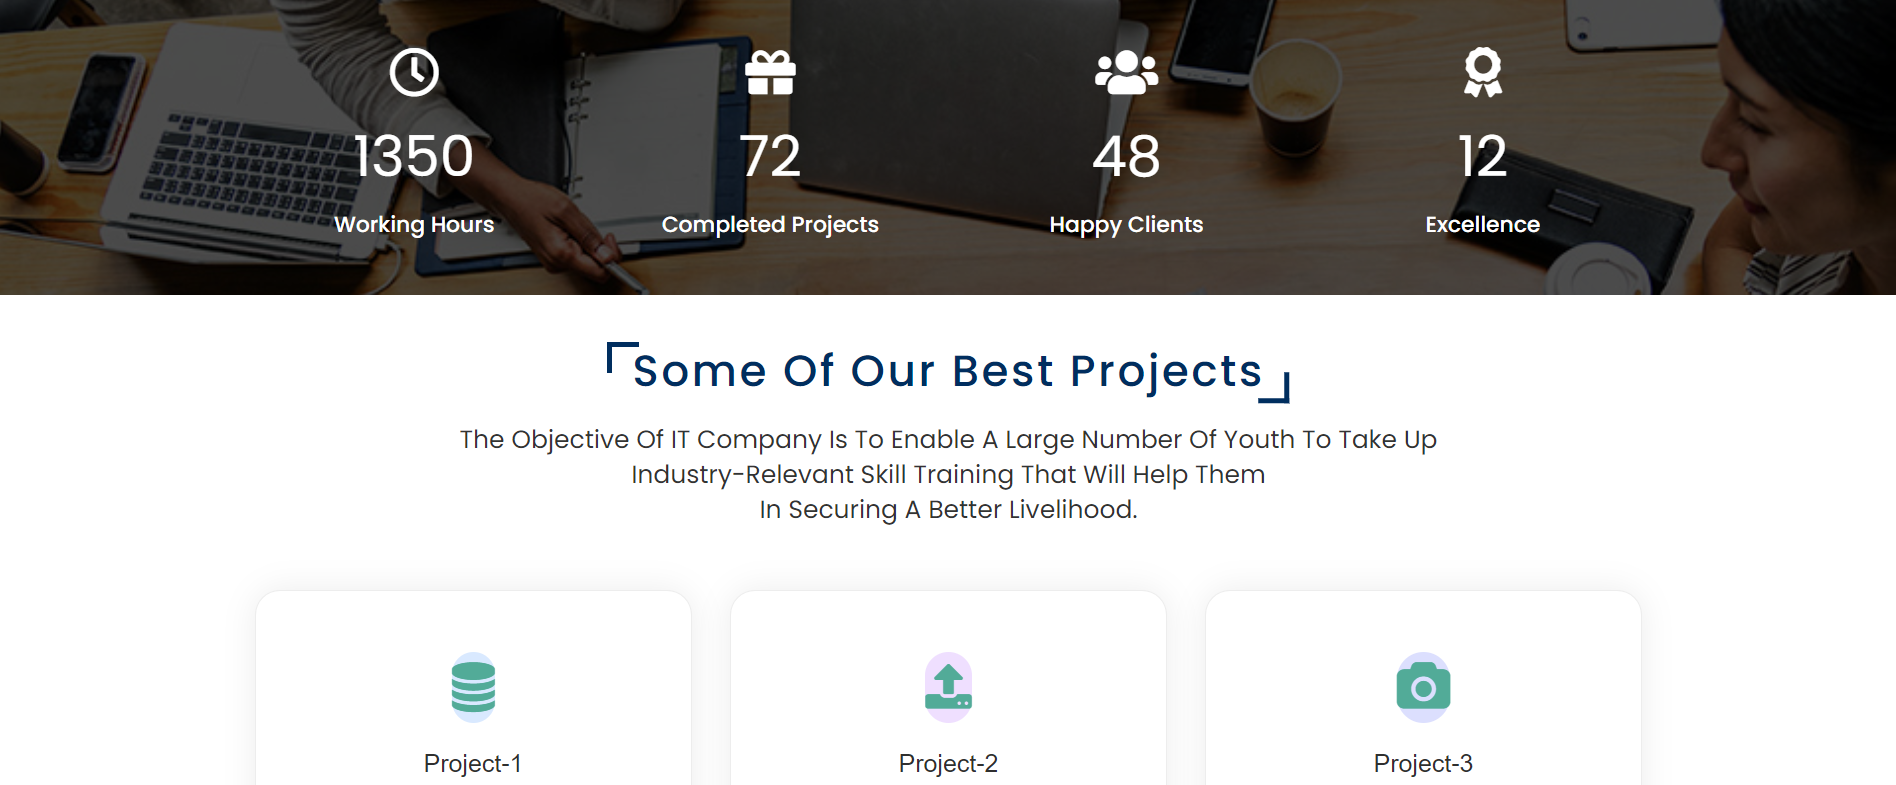 1350
72
48
12
Working Hours
Completed Projects
Happy Clients
Excellence
Some Of Our Best Projects
The Objective Of IT Company Is To Enable A Large Number Of Youth To Take Up
Industry-Relevant Skill Training That Will Help Them
In Securing A Better Livelihood.
Project-1
Project-2
Project-3